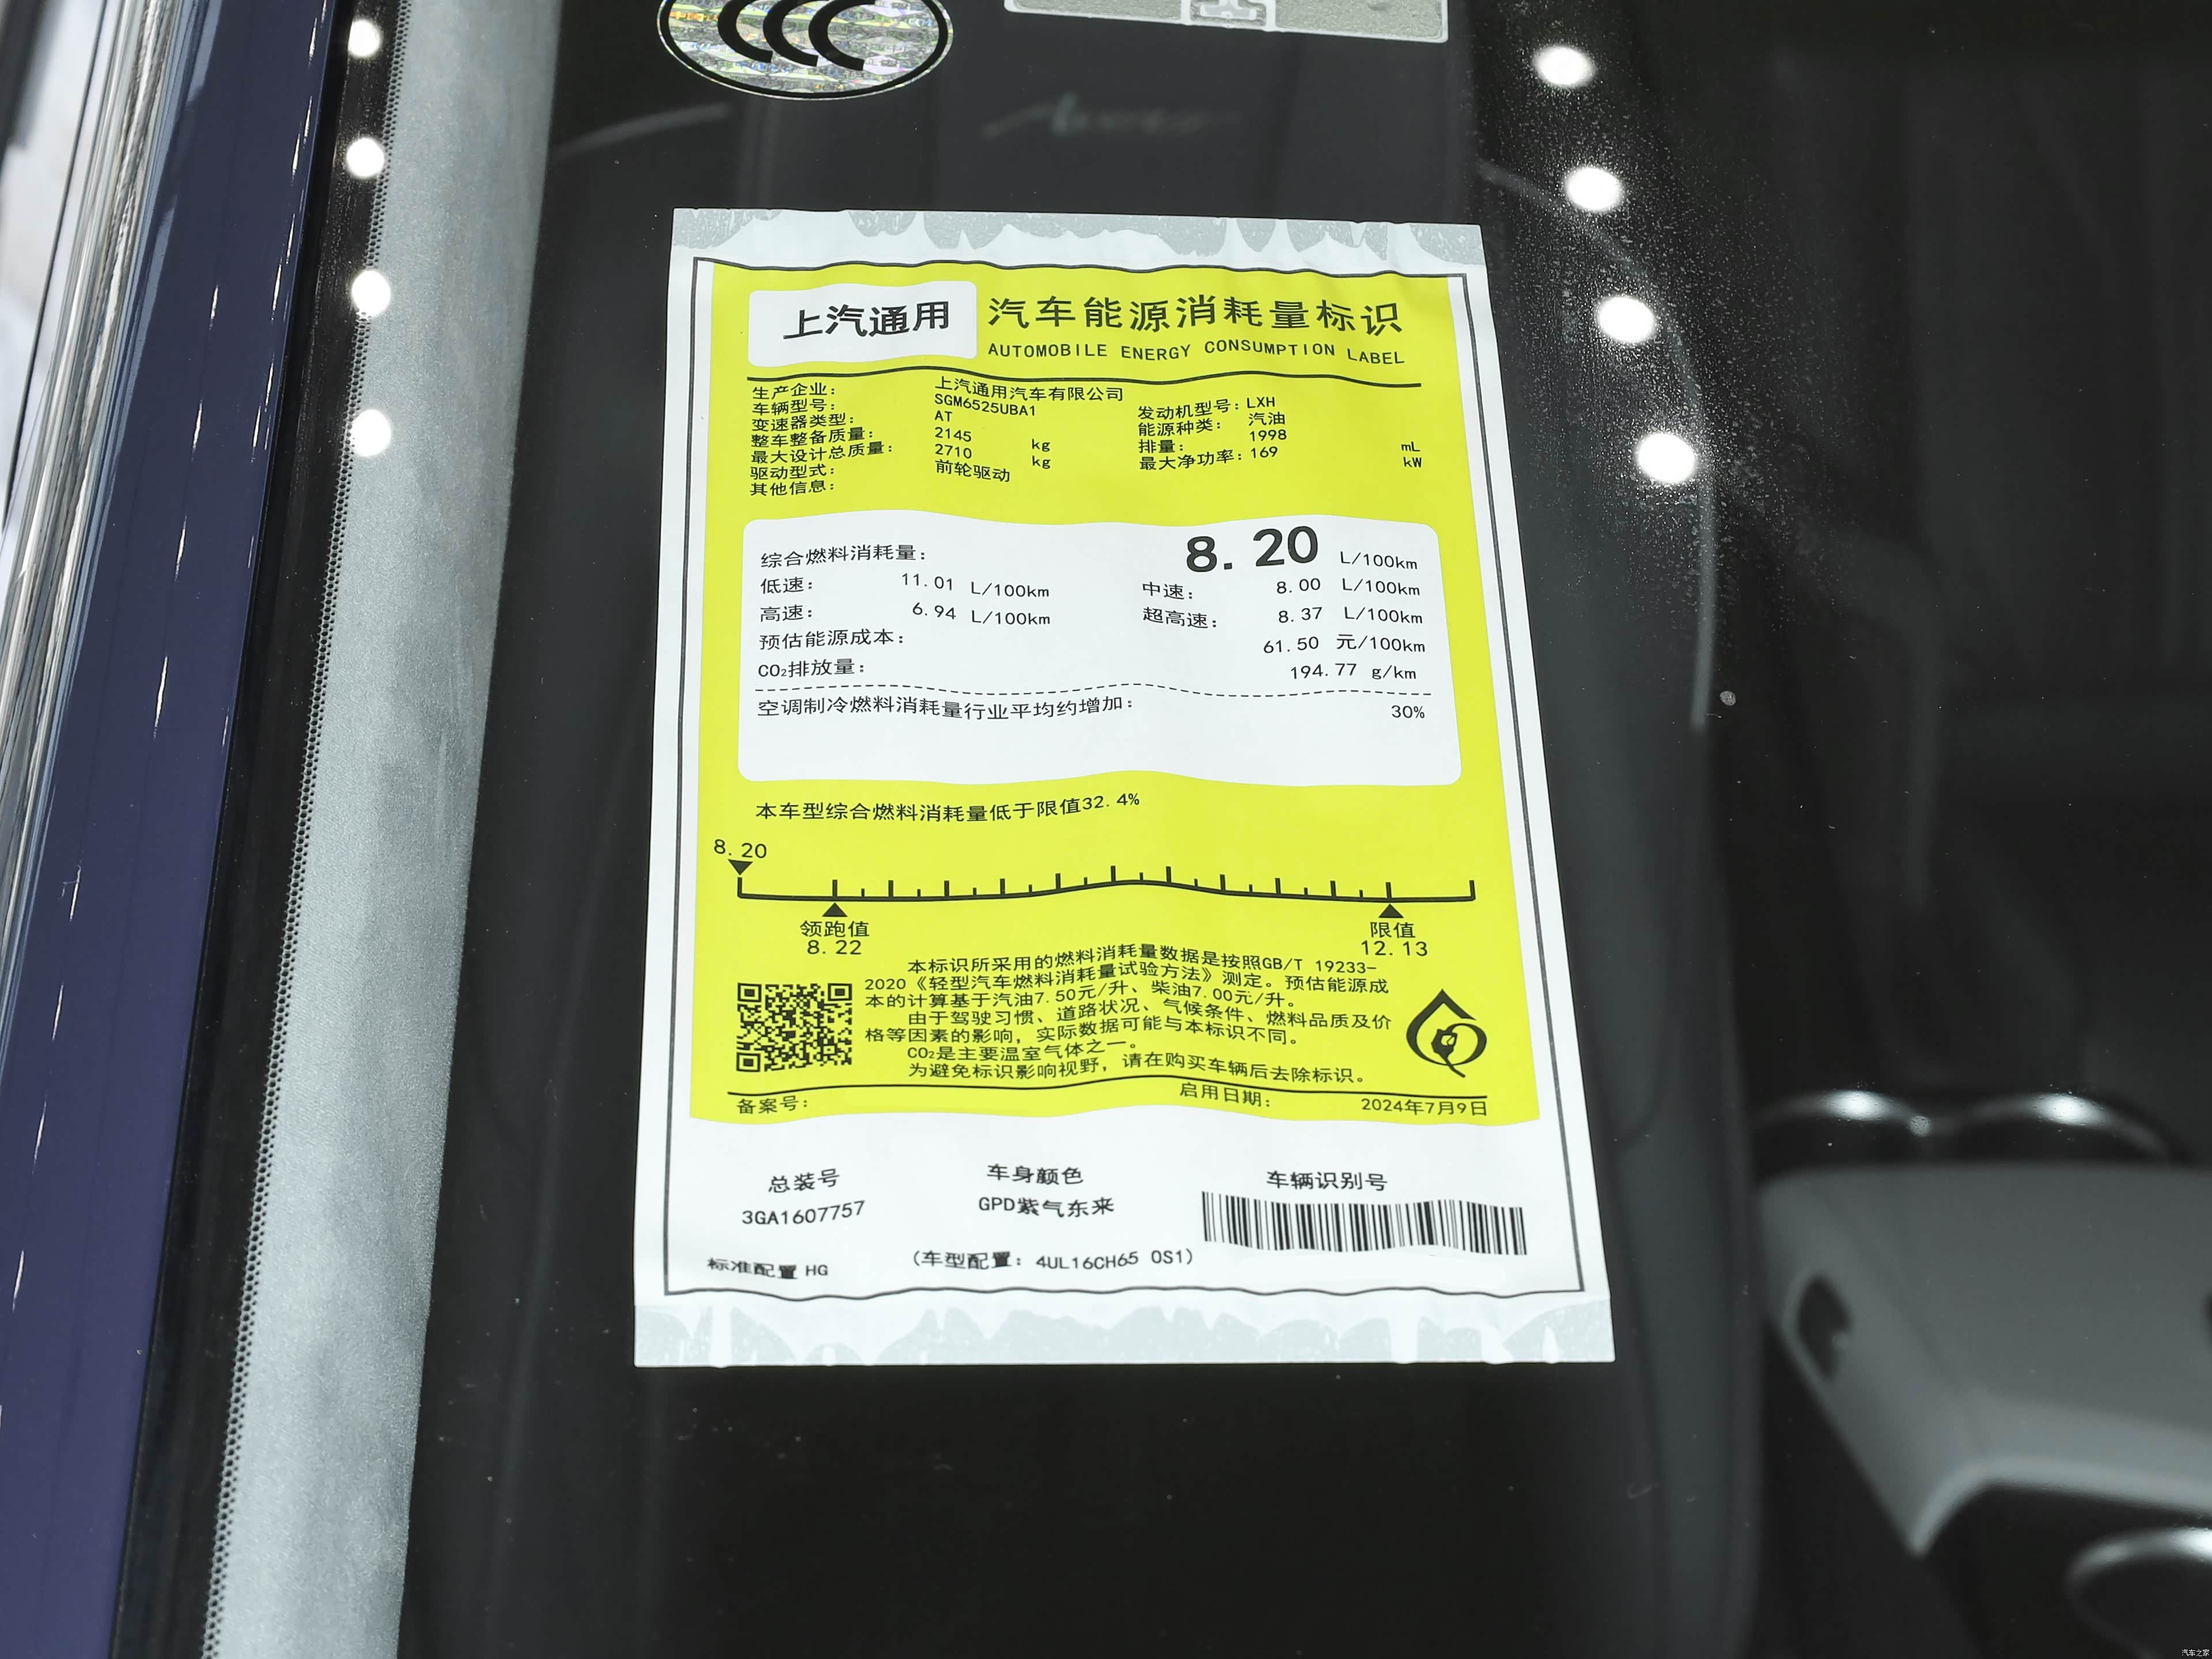 CCC
上汽通用
汽车能源消耗量标识
AUTOMOBILE ENERGY CONSUMPTION LABEL
生产企业: 上汽通用汽车有限公司
车辆型号: SGM6525UBA1 发动机型号: LXH
变速器类型: AT 能源种类: 汽油
整车整备质量: 2145 kg 排量: 1998 mL
最大设计总质量: 2710 kg 最大净功率: 169 kW
驱动型式: 前轮驱动
其他信息:
综合燃料消耗量: 8.20 L/100km
低速: 11.01 L/100km 中速: 8.00 L/100km
高速: 6.94 L/100km 超高速: 8.37 L/100km
预估能源成本: 61.50 元/100km
CO₂排放量: 194.77 g/km
空调制冷燃料消耗量行业平均约增加: 30%
本车型综合燃料消耗量低于限值32.4%
8.20
领跑值 限值
8.22 12.13
本标识所采用的燃料消耗量数据是按照GB/T 19233-
2020《轻型汽车燃料消耗量试验方法》测定。预估能源成
本的计算基于汽油7.50元/升、柴油7.00元/升。
由于驾驶习惯、道路状况、气候条件、燃料品质及价
格等因素的影响，实际数据可能与本标识不同。
CO₂是主要温室气体之一。
为避免标识影响视野，请在购买车辆后去除标识。
备案号: 启用日期: 2024年7月9日
总装号 车身颜色 车辆识别号
3GA1607757 GPD紫气东来
标准配置 HG (车型配置: 4UL16CH65 0S1)
汽车之家